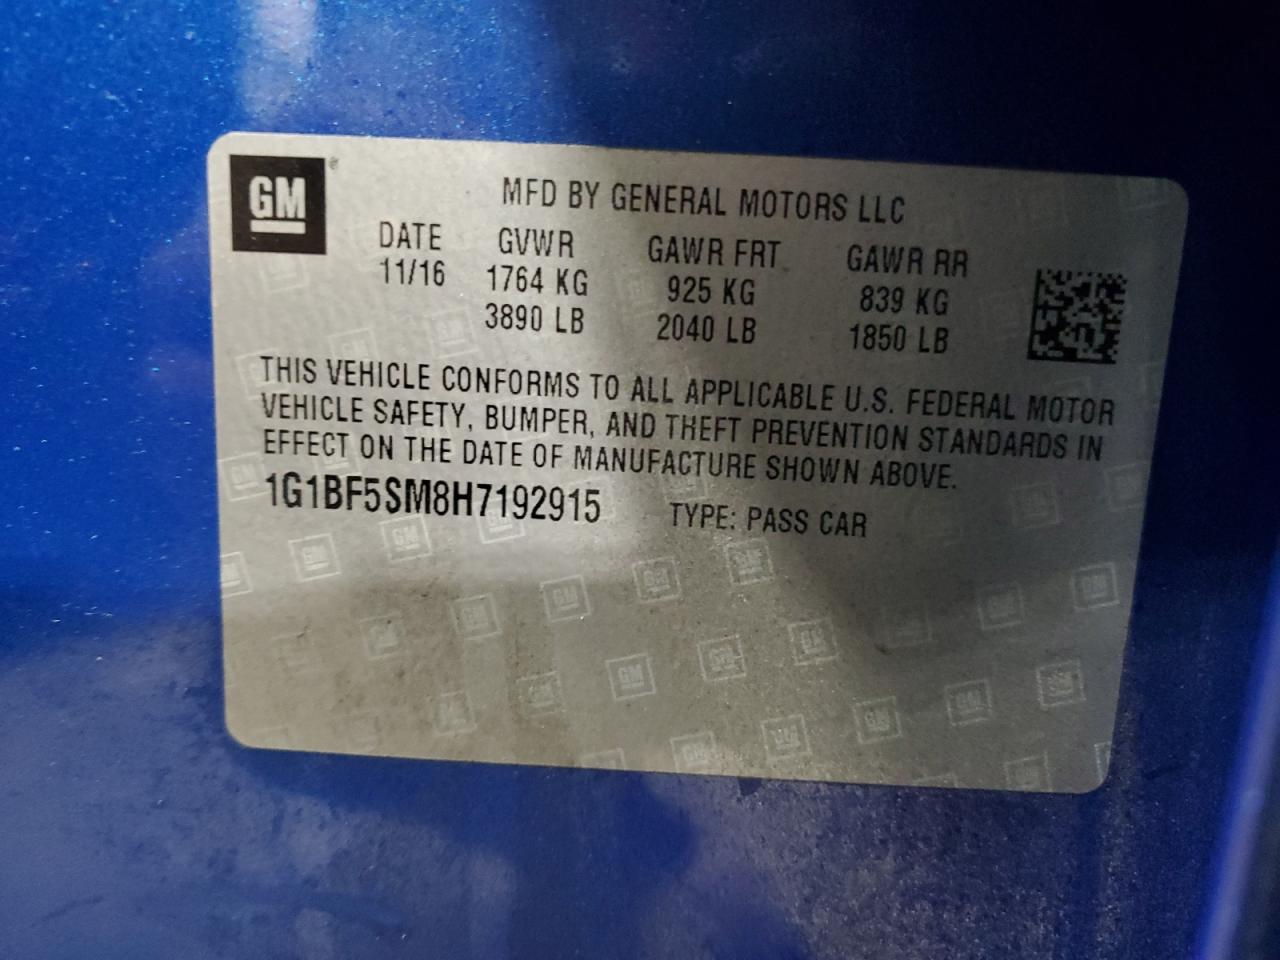 GM
MFD BY GENERAL MOTORS LLC
DATE GVWR GAWR FRT GAWR RR
11/16 1764 KG 925 KG 839 KG
3890 LB 2040 LB 1850 LB
THIS VEHICLE CONFORMS TO ALL APPLICABLE U.S. FEDERAL MOTOR
VEHICLE SAFETY, BUMPER, AND THEFT PREVENTION STANDARDS IN
EFFECT ON THE DATE OF MANUFACTURE SHOWN ABOVE.
1G1BF5SM8H7192915 TYPE: PASS CAR